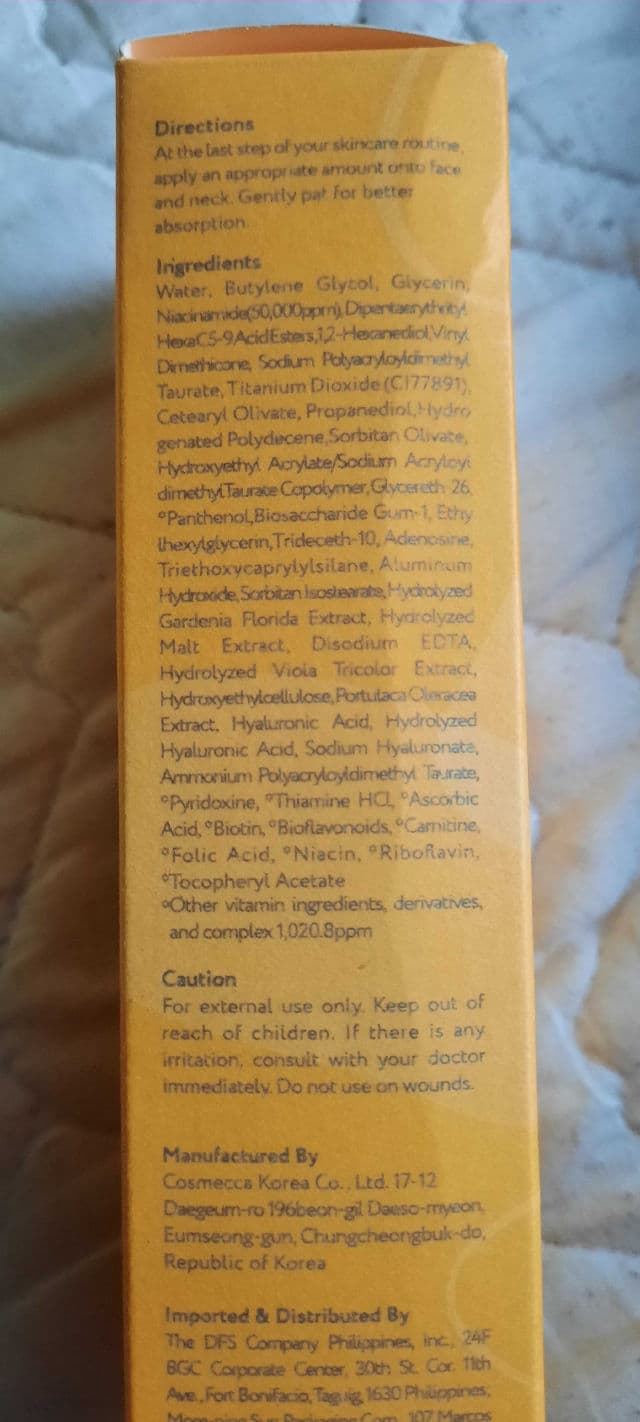 Directions
At the last step of your skincare routine,
apply an appropriate amount onto face
and neck. Gently pat for better
absorption.
Ingredients
Water, Butylene Glycol, Glycerin,
Niacinamide(50,000ppm), Dipentaerythrityl
HexaC5-9AcidEsters,1,2-Hexanediol,Vinyl
Dimethicone, Sodium Polyacryloyldimethyl
Taurate, Titanium Dioxide (CI77891),
Cetearyl Olivate, Propanediol,Hydro
genated Polydecene,Sorbitan Olivate,
Hydroxyethyl Acrylate/Sodium Acryloyl
dimethylTaurate Copolymer,Glycereth-26,
°Panthenol,Biosaccharide Gum-1, Ethy
lhexylglycerin,Trideceth-10, Adenosine,
Triethoxycaprylylsilane, Aluminum
Hydroxide,Sorbitan Isostearate,Hydrolyzed
Gardenia Florida Extract, Hydrolyzed
Malt Extract, Disodium EDTA,
Hydrolyzed Viola Tricolor Extract,
Hydroxyethylcellulose,Portulaca Oleracea
Extract, Hyaluronic Acid, Hydrolyzed
Hyaluronic Acid, Sodium Hyaluronate,
Ammonium Polyacryloyldimethyl Taurate,
°Pyridoxine, °Thiamine HCl, °Ascorbic
Acid, °Biotin, °Bioflavonoids, °Carnitine,
°Folic Acid, °Niacin, °Riboflavin,
°Tocopheryl Acetate
°Other vitamin ingredients, derivatives,
and complex 1,020.8ppm
Caution
For external use only. Keep out of
reach of children. If there is any
irritation, consult with your doctor
immediately. Do not use on wounds.
Manufactured By
Cosmecca Korea Co., Ltd. 17-12
Daegeum-ro 196beon-gil Daeso-myeon,
Eumseong-gun, Chungcheongbuk-do,
Republic of Korea
Imported & Distributed By
The DFS Company Philippines, Inc., 24F
BGC Corporate Center, 30th St. Cor. 11th
Ave., Fort Bonifacio, Taguig 1630 Philippines.
107 Marcos